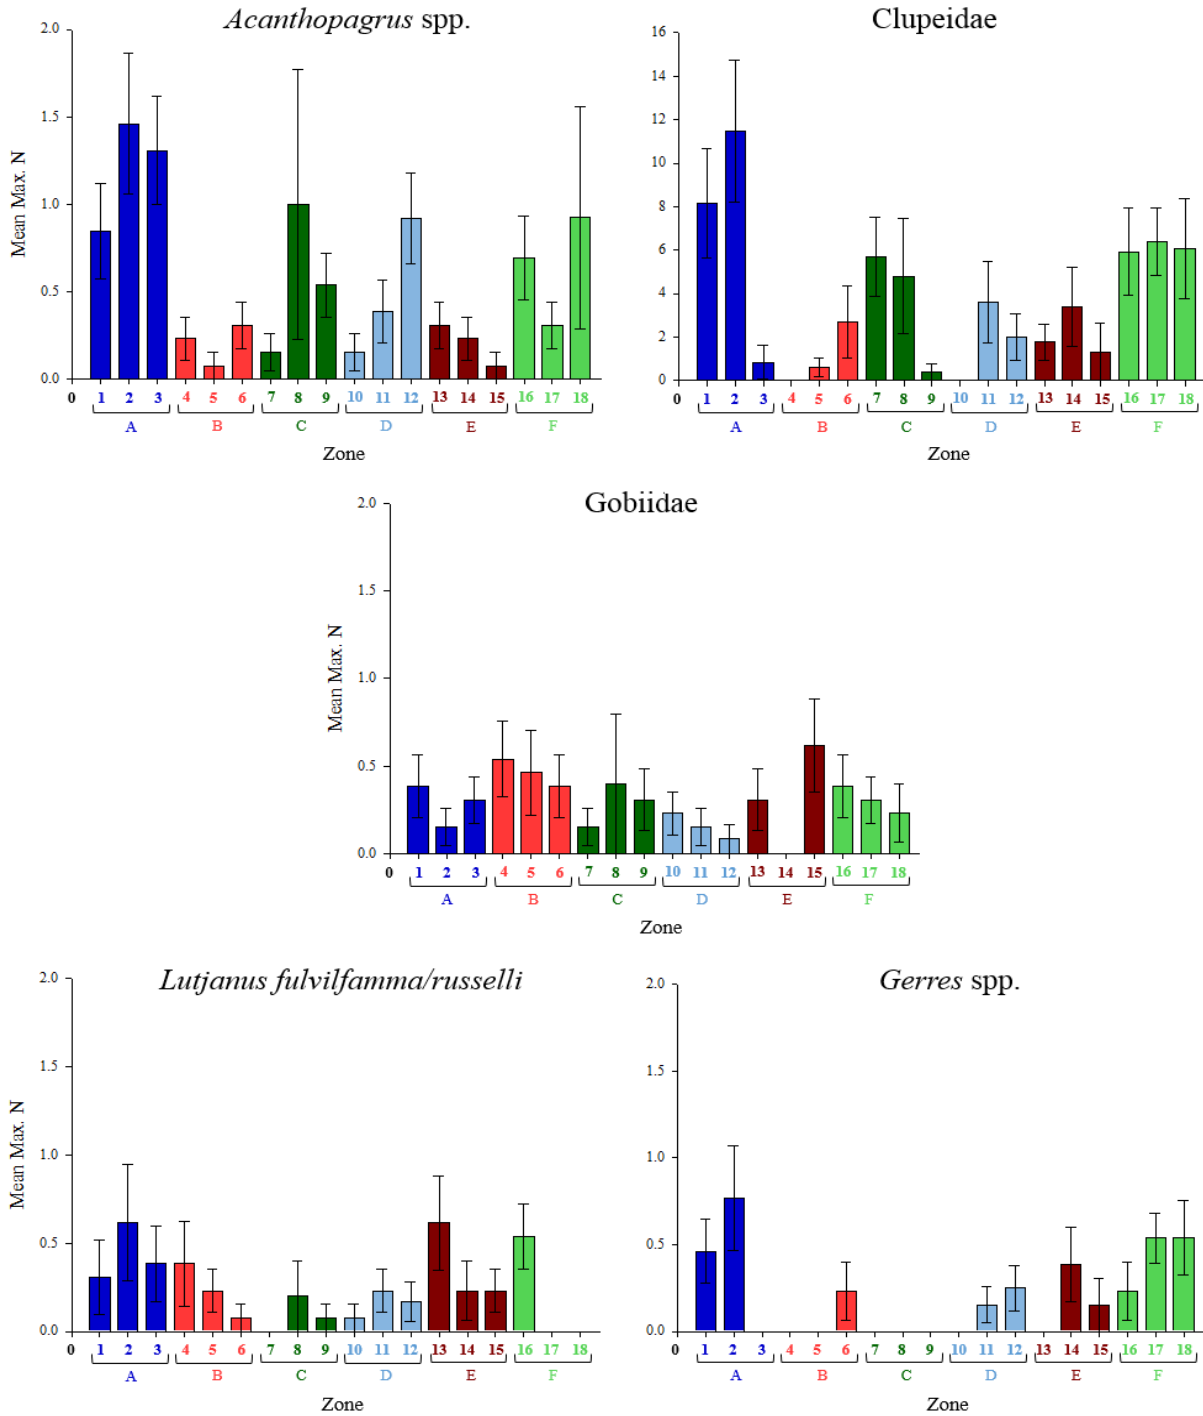 Acanthopagrus spp.
2.0
1.5
1.0
0.5
0.0
Mean Max. N
0 1 2 3 4 5 6 7 8 9 10 11 12 13 14 15 16 17 18
A B C D E F
Zone
Clupeidae
16
14
12
10
8
6
4
2
0
0 1 2 3 4 5 6 7 8 9 10 11 12 13 14 15 16 17 18
A B C D E F
Zone
Gobiidae
2.0
1.5
1.0
0.5
0.0
Mean Max. N
0 1 2 3 4 5 6 7 8 9 10 11 12 13 14 15 16 17 18
A B C D E F
Zone
Lutjanus fulvilfamma/russelli
2.0
1.5
1.0
0.5
0.0
Mean Max. N
0 1 2 3 4 5 6 7 8 9 10 11 12 13 14 15 16 17 18
A B C D E F
Zone
Gerres spp.
2.0
1.5
1.0
0.5
0.0
0 1 2 3 4 5 6 7 8 9 10 11 12 13 14 15 16 17 18
A B C D E F
Zone